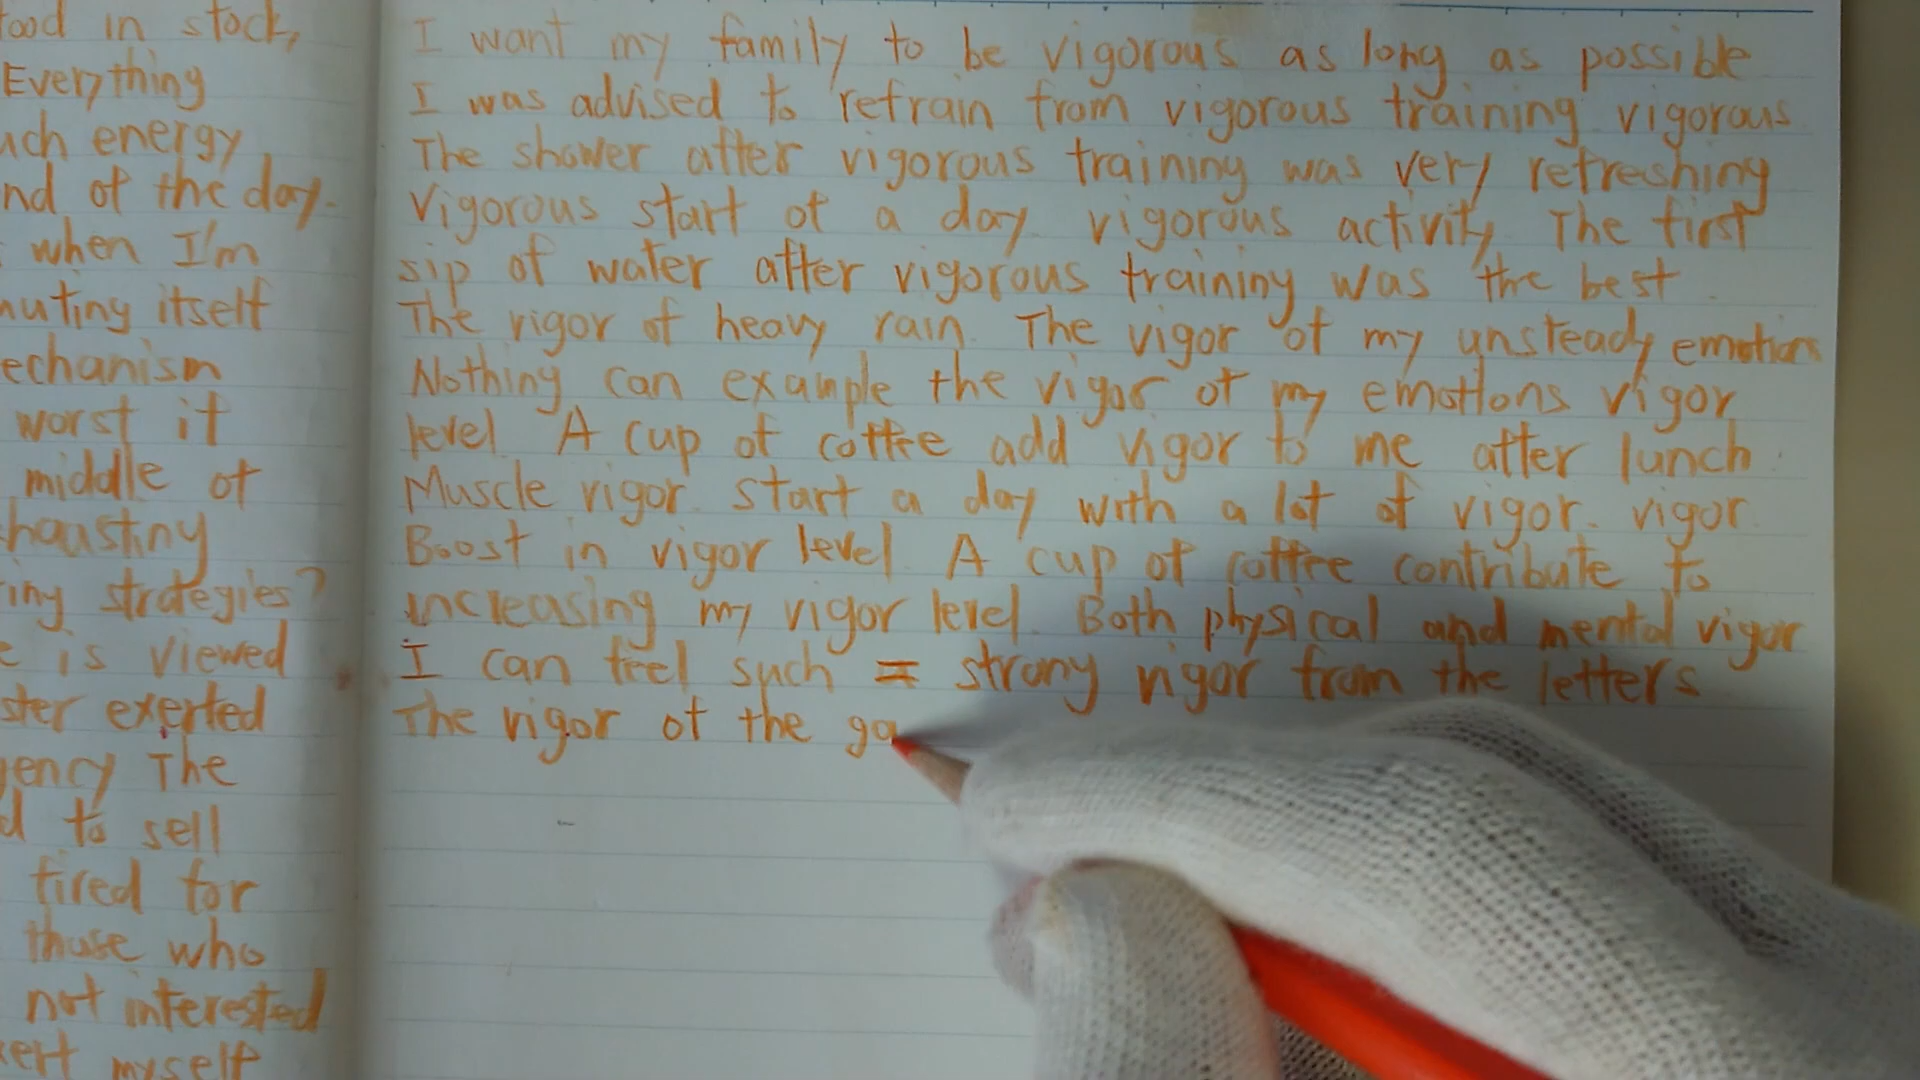 food in stock,
Everything
uch energy
nd of the day.
when I'm
muting itself
echanism
worst it
middle of
hausting
ing strategies?
e is viewed
ster exerted
gency The
d to sell
tired for
those who
not interested
xert myself
I want my family to be vigorous as long as possible
I was advised to refrain from vigorous training vigorous
The shower after vigorous training was very refreshing
Vigorous start of a day vigorous activity The first
sip of water after vigorous training was the best.
The vigor of heavy rain. The vigor of my unsteady emotions
Nothing can example the vigor of my emotions vigor
level A cup of coffee add vigor to me after lunch.
Muscle vigor. start a day with a lot of vigor. vigor
Boost in vigor level. A cup of coffee contribute to
increasing my vigor level. Both physical and mental vigor
I can feel such = strong vigor from the letters
The vigor of the ga